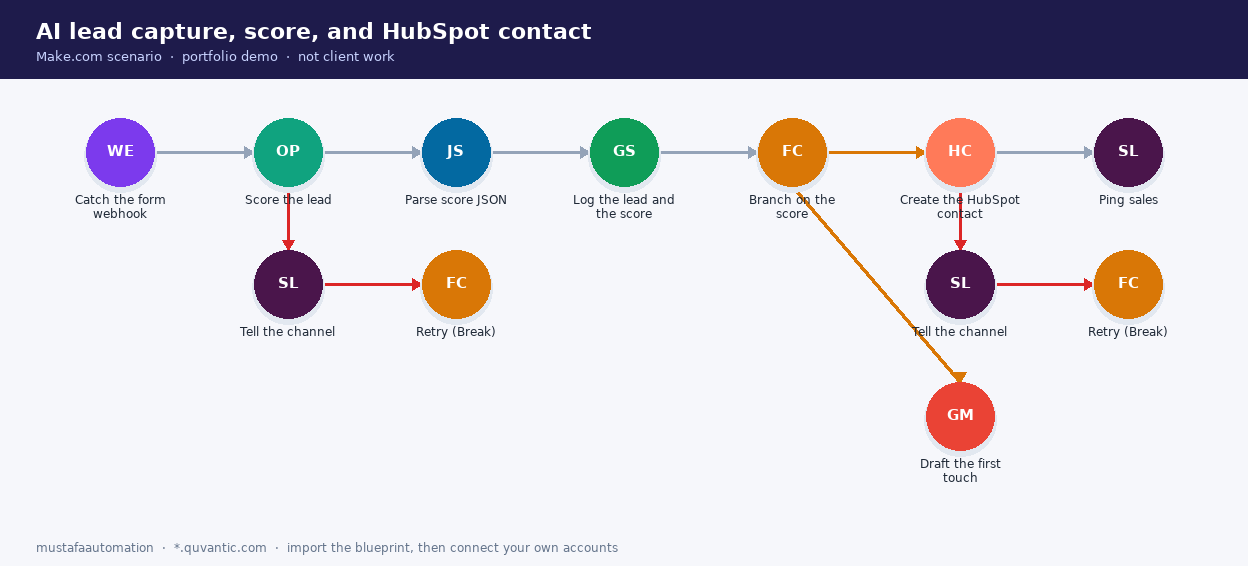 AI lead capture, score, and HubSpot contact
Make.com scenario · portfolio demo · not client work
WE
OP
JS
GS
FC
HC
SL
Catch the form
webhook
Score the lead
Parse score JSON
Log the lead and
the score
Branch on the
score
Create the HubSpot
contact
Ping sales
SL
FC
SL
FC
Tell the channel
Retry (Break)
Tell the channel
Retry (Break)
GM
Draft the first
touch
mustafaautomation · *.quvantic.com · import the blueprint, then connect your own accounts